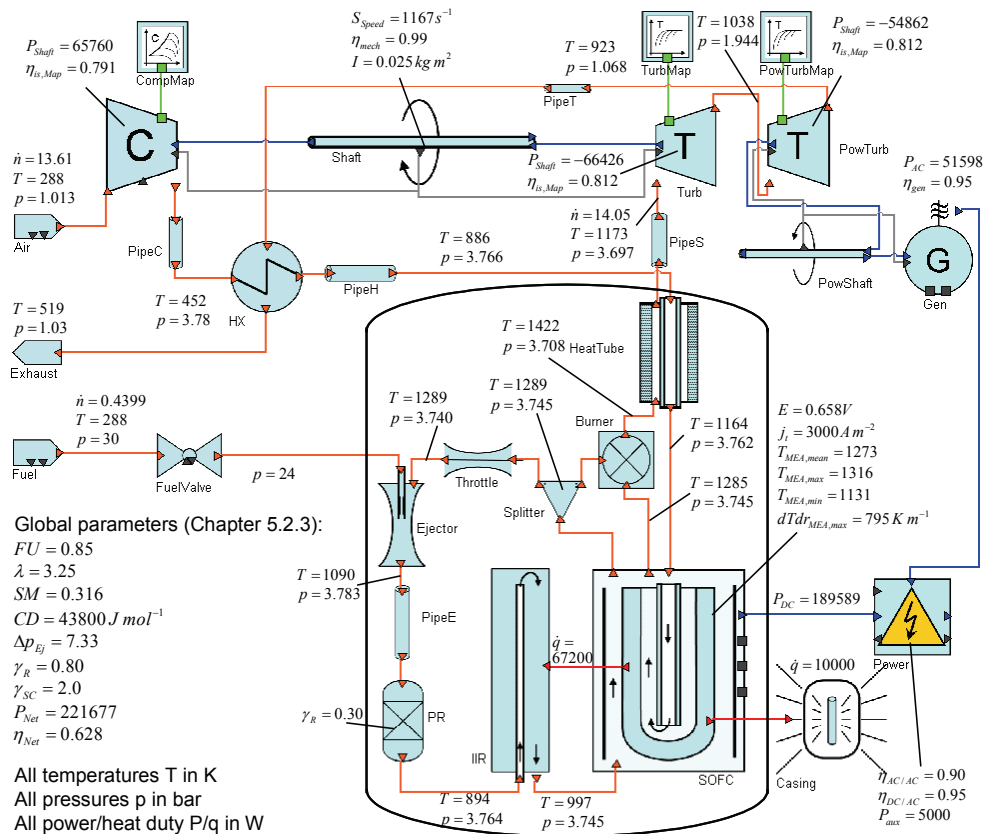 P_Shaft = 65760
η_is,Map = 0.791
CompMap
S_Speed = 1167 s⁻¹
η_mech = 0.99
I = 0.025 kg m²
T = 923
p = 1.068
PipeT
TurbMap
T = 1038
p = 1.944
PowTurbMap
P_Shaft = −54862
η_is,Map = 0.812
C
Shaft
T
P_Shaft = −66426
η_is,Map = 0.812
Turb
T
PowTurb
P_AC = 51598
η_gen = 0.95
ṅ = 13.61
T = 288
p = 1.013
Air
PipeC
T = 452
p = 3.78
HX
PipeH
T = 886
p = 3.766
ṅ = 14.05
T = 1173
p = 3.697
PipeS
PowShaft
G
Gen
T = 519
p = 1.03
Exhaust
T = 1422
p = 3.708
HeatTube
ṅ = 0.4399
T = 288
p = 30
Fuel
FuelValve
p = 24
T = 1289
p = 3.740
Throttle
T = 1289
p = 3.745
Splitter
Burner
T = 1164
p = 3.762
T = 1285
p = 3.745
E = 0.658V
j_t = 3000 A m⁻²
T_MEA,mean = 1273
T_MEA,max = 1316
T_MEA,min = 1131
dTdr_MEA,max = 795 K m⁻¹
Ejector
T = 1090
p = 3.783
PipeE
γ_R = 0.30
PR
IIR
T = 894
p = 3.764
T = 997
p = 3.745
q̇ =
67200
SOFC
P_DC = 189589
Power
q̇ = 10000
Casing
η_AC/AC = 0.90
η_DC/AC = 0.95
P_aux = 5000
Global parameters (Chapter 5.2.3):
FU = 0.85
λ = 3.25
SM = 0.316
CD = 43800 J mol⁻¹
Δp_Ej = 7.33
γ_R = 0.80
γ_SC = 2.0
P_Net = 221677
η_Net = 0.628
All temperatures T in K
All pressures p in bar
All power/heat duty P/q in W